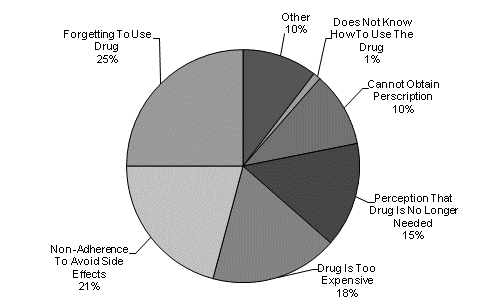 Other
10%
Does Not Know
How To Use The
Drug
1%
Cannot Obtain
Perscription
10%
Perception That
Drug Is No Longer
Needed
15%
Drug Is Too
Expensive
18%
Non-Adherence
To Avoid Side
Effects
21%
Forgetting To Use
Drug
25%